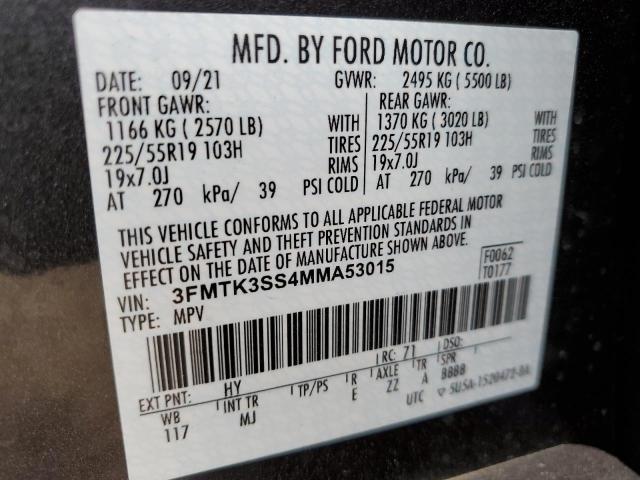 MFD. BY FORD MOTOR CO.
DATE: 09/21 GVWR: 2495 KG ( 5500 LB)
FRONT GAWR: REAR GAWR:
1166 KG ( 2570 LB) WITH 1370 KG ( 3020 LB) WITH
225/55R19 103H TIRES 225/55R19 103H TIRES
19x7.0J RIMS 19x7.0J RIMS
AT 270 kPa/ 39 PSI COLD AT 270 kPa/ 39 PSI COLD
THIS VEHICLE CONFORMS TO ALL APPLICABLE FEDERAL MOTOR
VEHICLE SAFETY AND THEFT PREVENTION STANDARDS IN
EFFECT ON THE DATE OF MANUFACTURE SHOWN ABOVE.
F0062
T0177
VIN: 3FMTK3SS4MMA53015
TYPE: MPV
RC: 71 DSO:
EXT PNT: HY
WB INT TR TP/PS R AXLE TR SPR
117 MJ E ZZ A BBBB
UTC ▽ 5U5A-1520472-BA